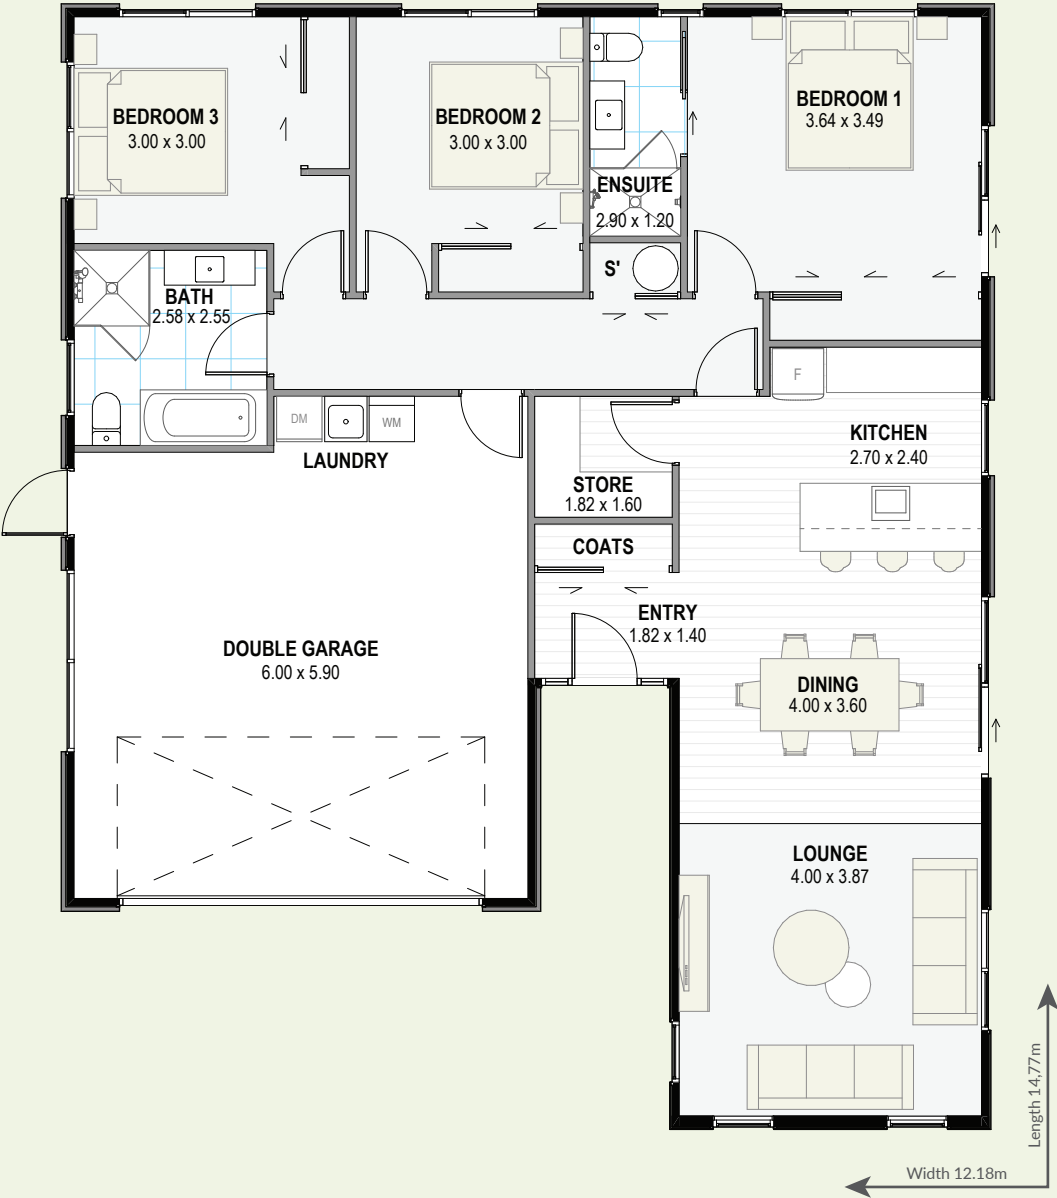 BEDROOM 3
3.00 x 3.00
BEDROOM 2
3.00 x 3.00
BEDROOM 1
3.64 x 3.49
ENSUITE
2.90 x 1.20
S'
BATH
2.58 x 2.55
F
DM
WM
LAUNDRY
KITCHEN
2.70 x 2.40
STORE
1.82 x 1.60
COATS
ENTRY
1.82 x 1.40
DOUBLE GARAGE
6.00 x 5.90
DINING
4.00 x 3.60
LOUNGE
4.00 x 3.87
Length 14,77m
Width 12.18m